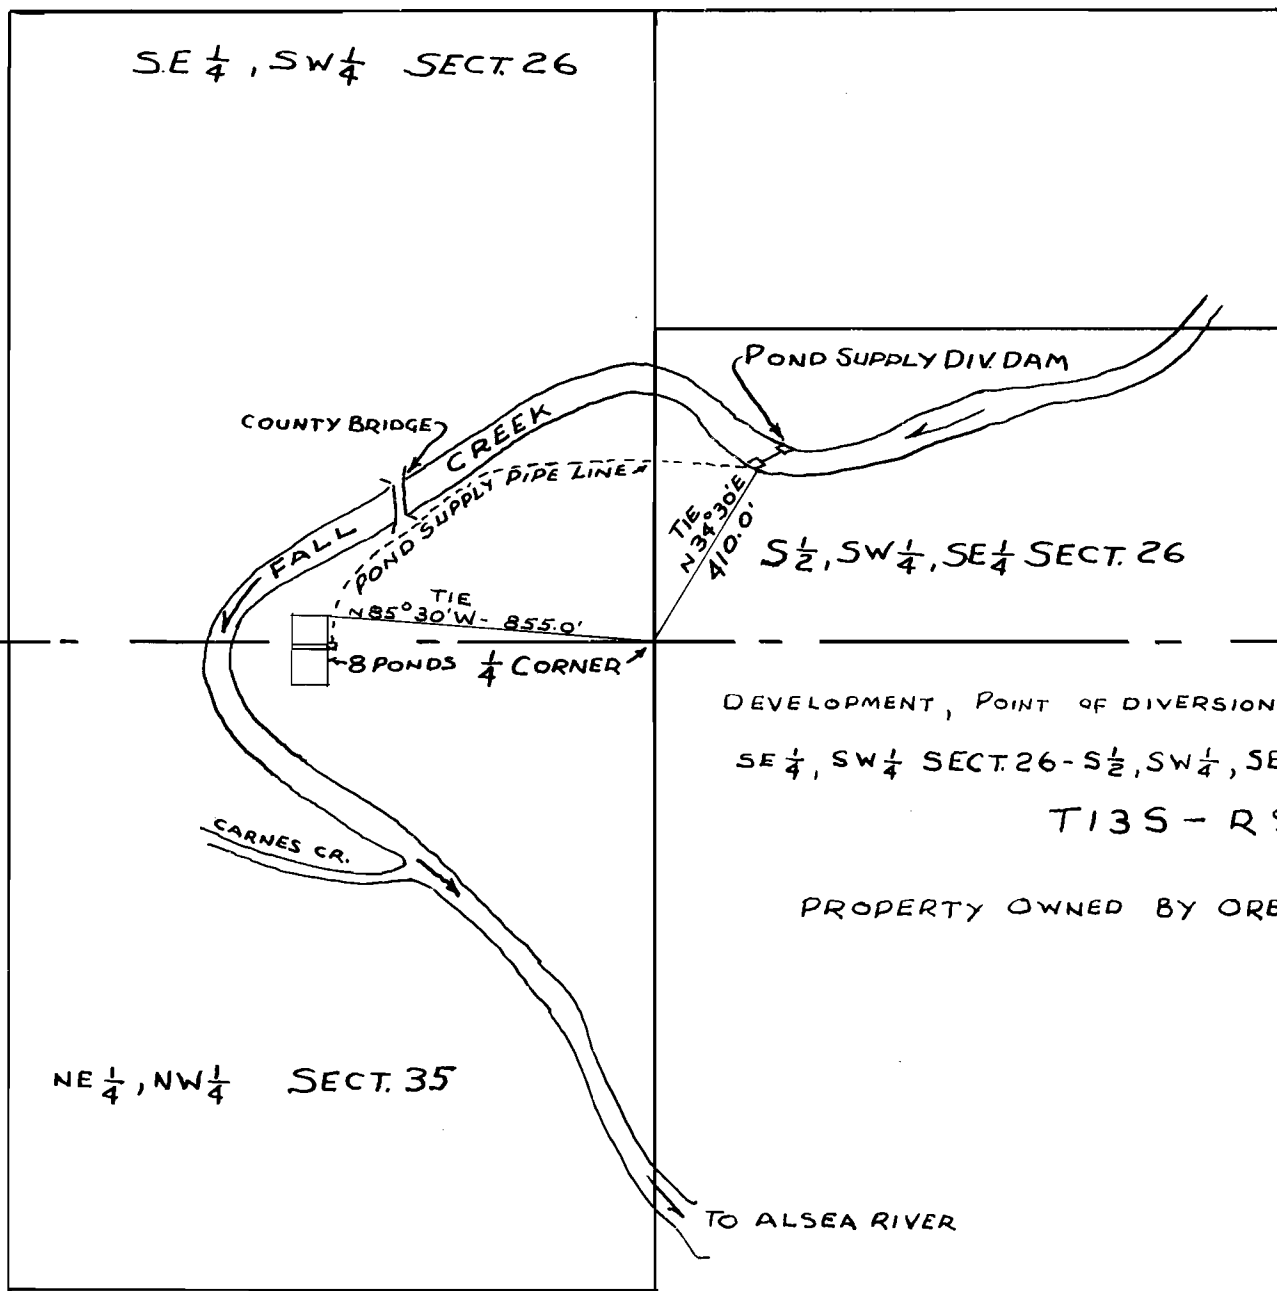 S.E 1/4, SW 1/4 SECT. 26
POND SUPPLY DIV. DAM
COUNTY BRIDGE
FALL CREEK
POND SUPPLY PIPE LINE
TIE
N 34°30'E
410.0'
S 1/2, SW 1/4, SE 1/4 SECT. 26
TIE
N 85°30'W - 855.0'
8 PONDS
1/4 CORNER
DEVELOPMENT, POINT OF DIVERSION
SE 1/4, SW 1/4 SECT. 26 - S 1/2, SW 1/4, SE
T13S - R
CARNES CR.
PROPERTY OWNED BY ORE
NE 1/4, NW 1/4 SECT. 35
TO ALSEA RIVER